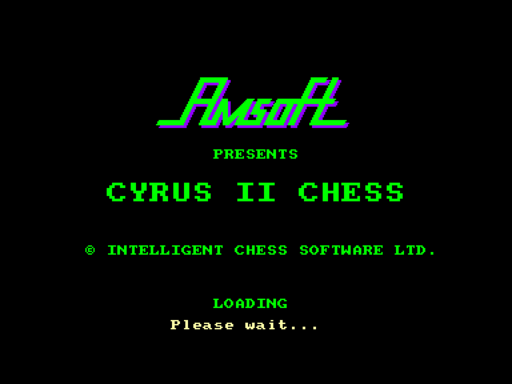 Amsoft
PRESENTS
CYRUS II CHESS
© INTELLIGENT CHESS SOFTWARE LTD.
LOADING
Please wait...